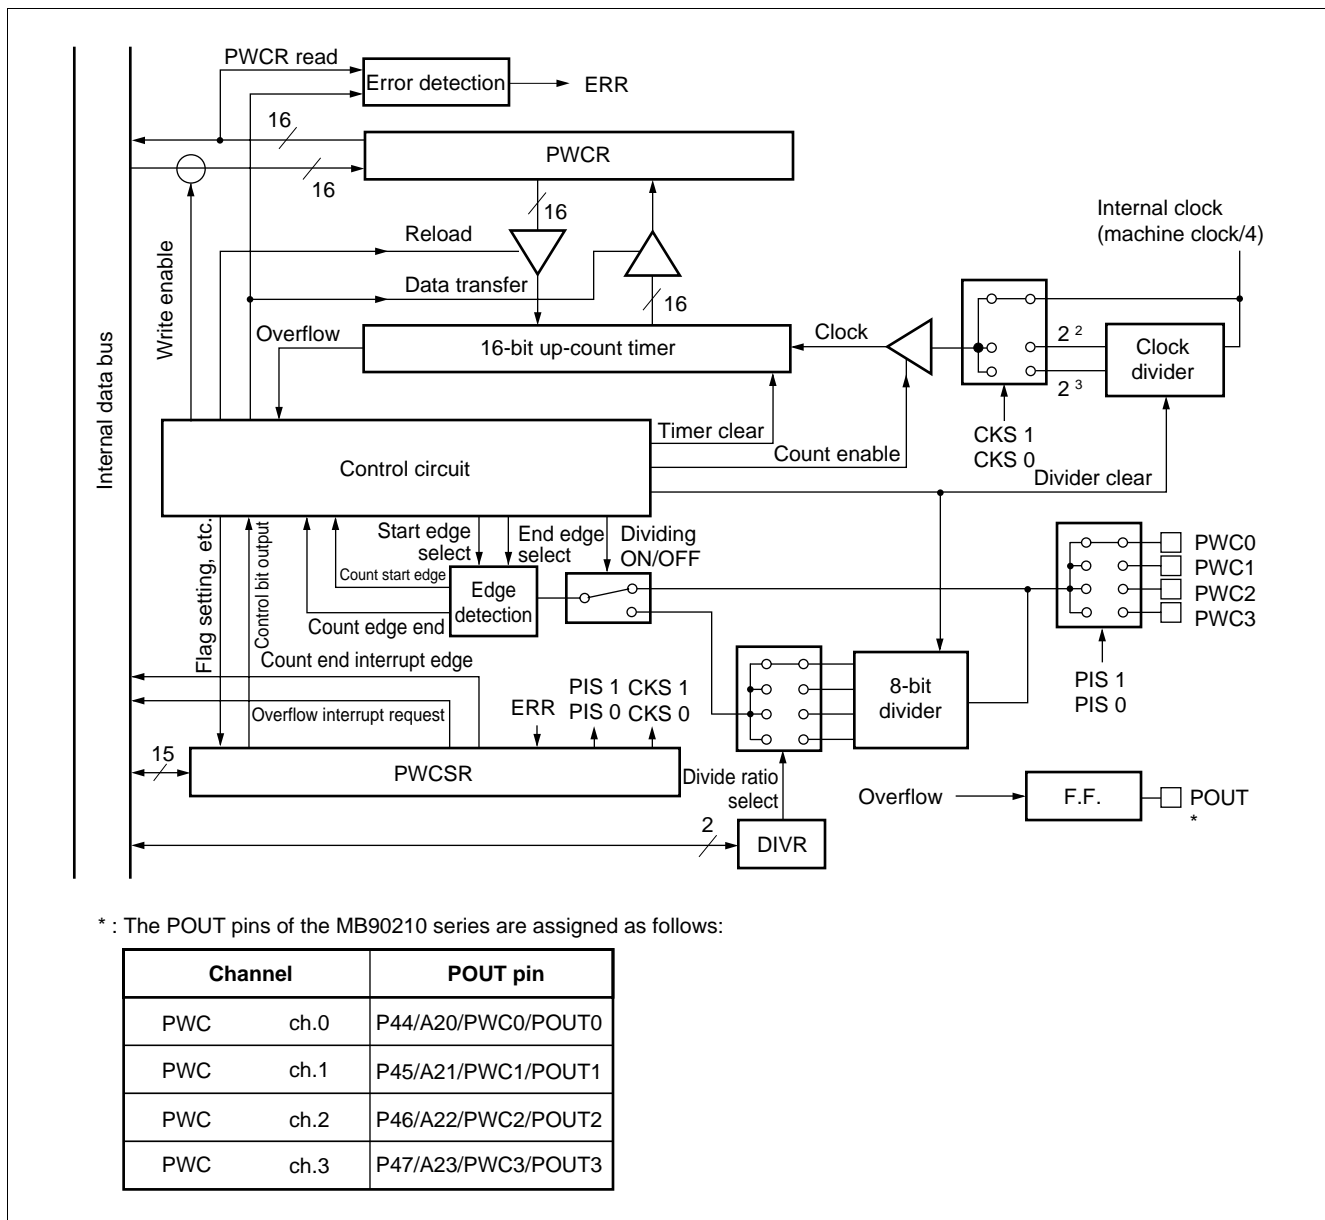 PWCR read
Error detection
ERR
16
PWCR
16
16
Internal clock
(machine clock/4)
Reload
Data transfer
16
Write enable
Internal data bus
Overflow
16-bit up-count timer
Clock
2 2
Clock
divider
2 3
Timer clear
Count enable
CKS 1
CKS 0
Control circuit
Divider clear
Flag setting, etc.
Control bit output
Start edge
select
End edge
select
Dividing
ON/OFF
Count start edge
Edge
detection
Count edge end
PWC0
PWC1
PWC2
PWC3
Count end interrupt edge
PIS 1 CKS 1
PIS 0 CKS 0
8-bit
divider
PIS 1
PIS 0
Overflow interrupt request
ERR
15
PWCSR
Divide ratio
select
Overflow
F.F.
POUT
*
2
DIVR
* : The POUT pins of the MB90210 series are assigned as follows:
Channel POUT pin
PWC ch.0 P44/A20/PWC0/POUT0
PWC ch.1 P45/A21/PWC1/POUT1
PWC ch.2 P46/A22/PWC2/POUT2
PWC ch.3 P47/A23/PWC3/POUT3